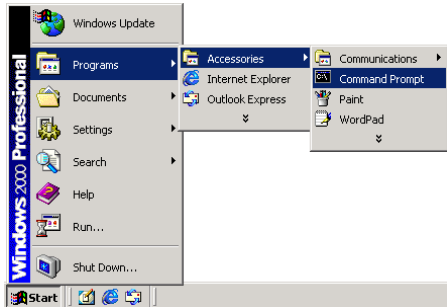 Windows 2000 Professional
Windows Update
Programs
Documents
Settings
Search
Help
Run...
Shut Down...
Accessories
Internet Explorer
Outlook Express
Communications
Command Prompt
Paint
WordPad
Start